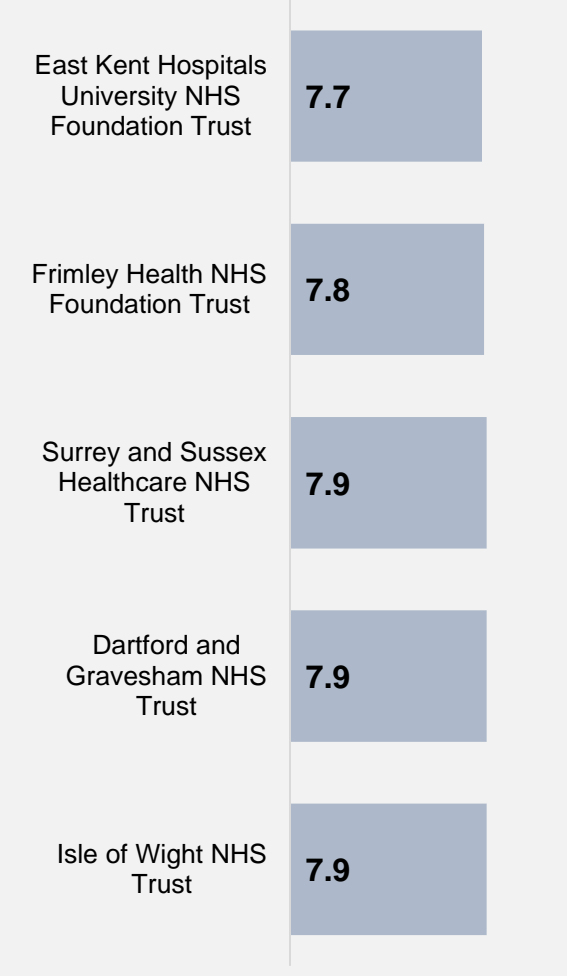 East Kent Hospitals
University NHS
Foundation Trust
7.7
Frimley Health NHS
Foundation Trust
7.8
Surrey and Sussex
Healthcare NHS
Trust
7.9
Dartford and
Gravesham NHS
Trust
7.9
Isle of Wight NHS
Trust
7.9